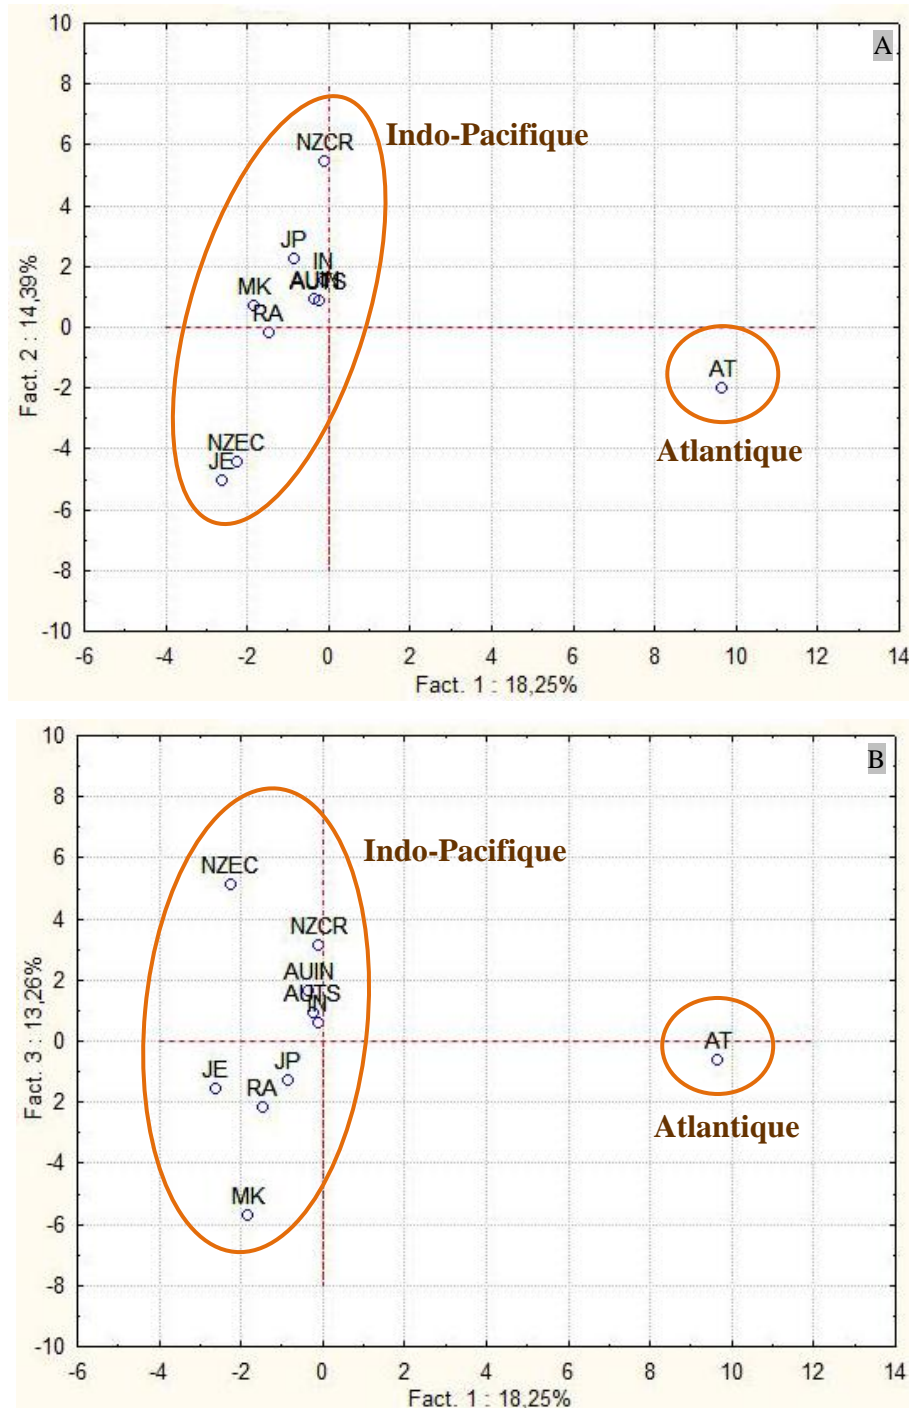 A
10
8
6
4
2
0
-2
-4
-6
-8
-10
Fact. 2 : 14,39%
Indo-Pacifique
NZCR
JP
IN
AUIN
AUTS
MK
RA
NZEC
JE
AT
Atlantique
-6 -4 -2 0 2 4 6 8 10 12 14
Fact. 1 : 18,25%
B
10
8
6
4
2
0
2
-4
-6
-8
-10
Fact. 3 : 13,26%
Indo-Pacifique
NZEC
NZCR
AUIN
AUTS
IN
JP
JE
RA
MK
AT
Atlantique
-6 -4 -2 0 2 4 6 8 10 12 14
Fact. 1 : 18,25%